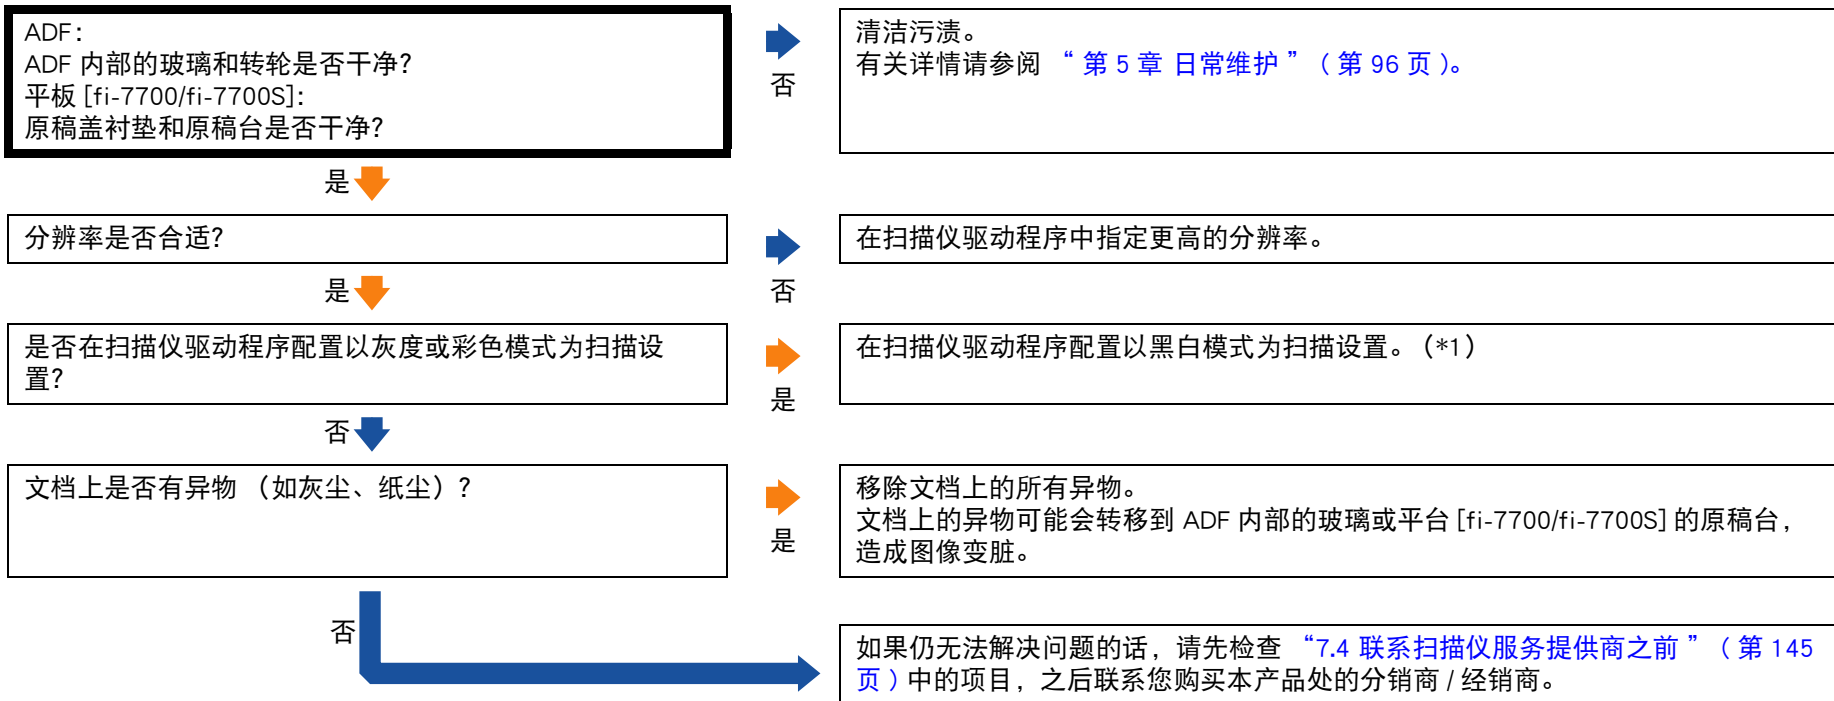 ADF:
ADF 内部的玻璃和转轮是否干净?
平板 [fi-7700/fi-7700S]:
原稿盖衬垫和原稿台是否干净?
否
清洁污渍。
有关详情请参阅 “ 第 5 章 日常维护 ” ( 第 96 页 )。
是
分辨率是否合适?
否
在扫描仪驱动程序中指定更高的分辨率。
是
是否在扫描仪驱动程序配置以灰度或彩色模式为扫描设
置?
是
在扫描仪驱动程序配置以黑白模式为扫描设置。(*1)
否
文档上是否有异物 (如灰尘、纸尘) ?
是
移除文档上的所有异物。
文档上的异物可能会转移到 ADF 内部的玻璃或平台 [fi-7700/fi-7700S] 的原稿台,
造成图像变脏。
否
如果仍无法解决问题的话, 请先检查 “7.4 联系扫描仪服务提供商之前 ” ( 第 145
页 ) 中的项目, 之后联系您购买本产品处的分销商 / 经销商。